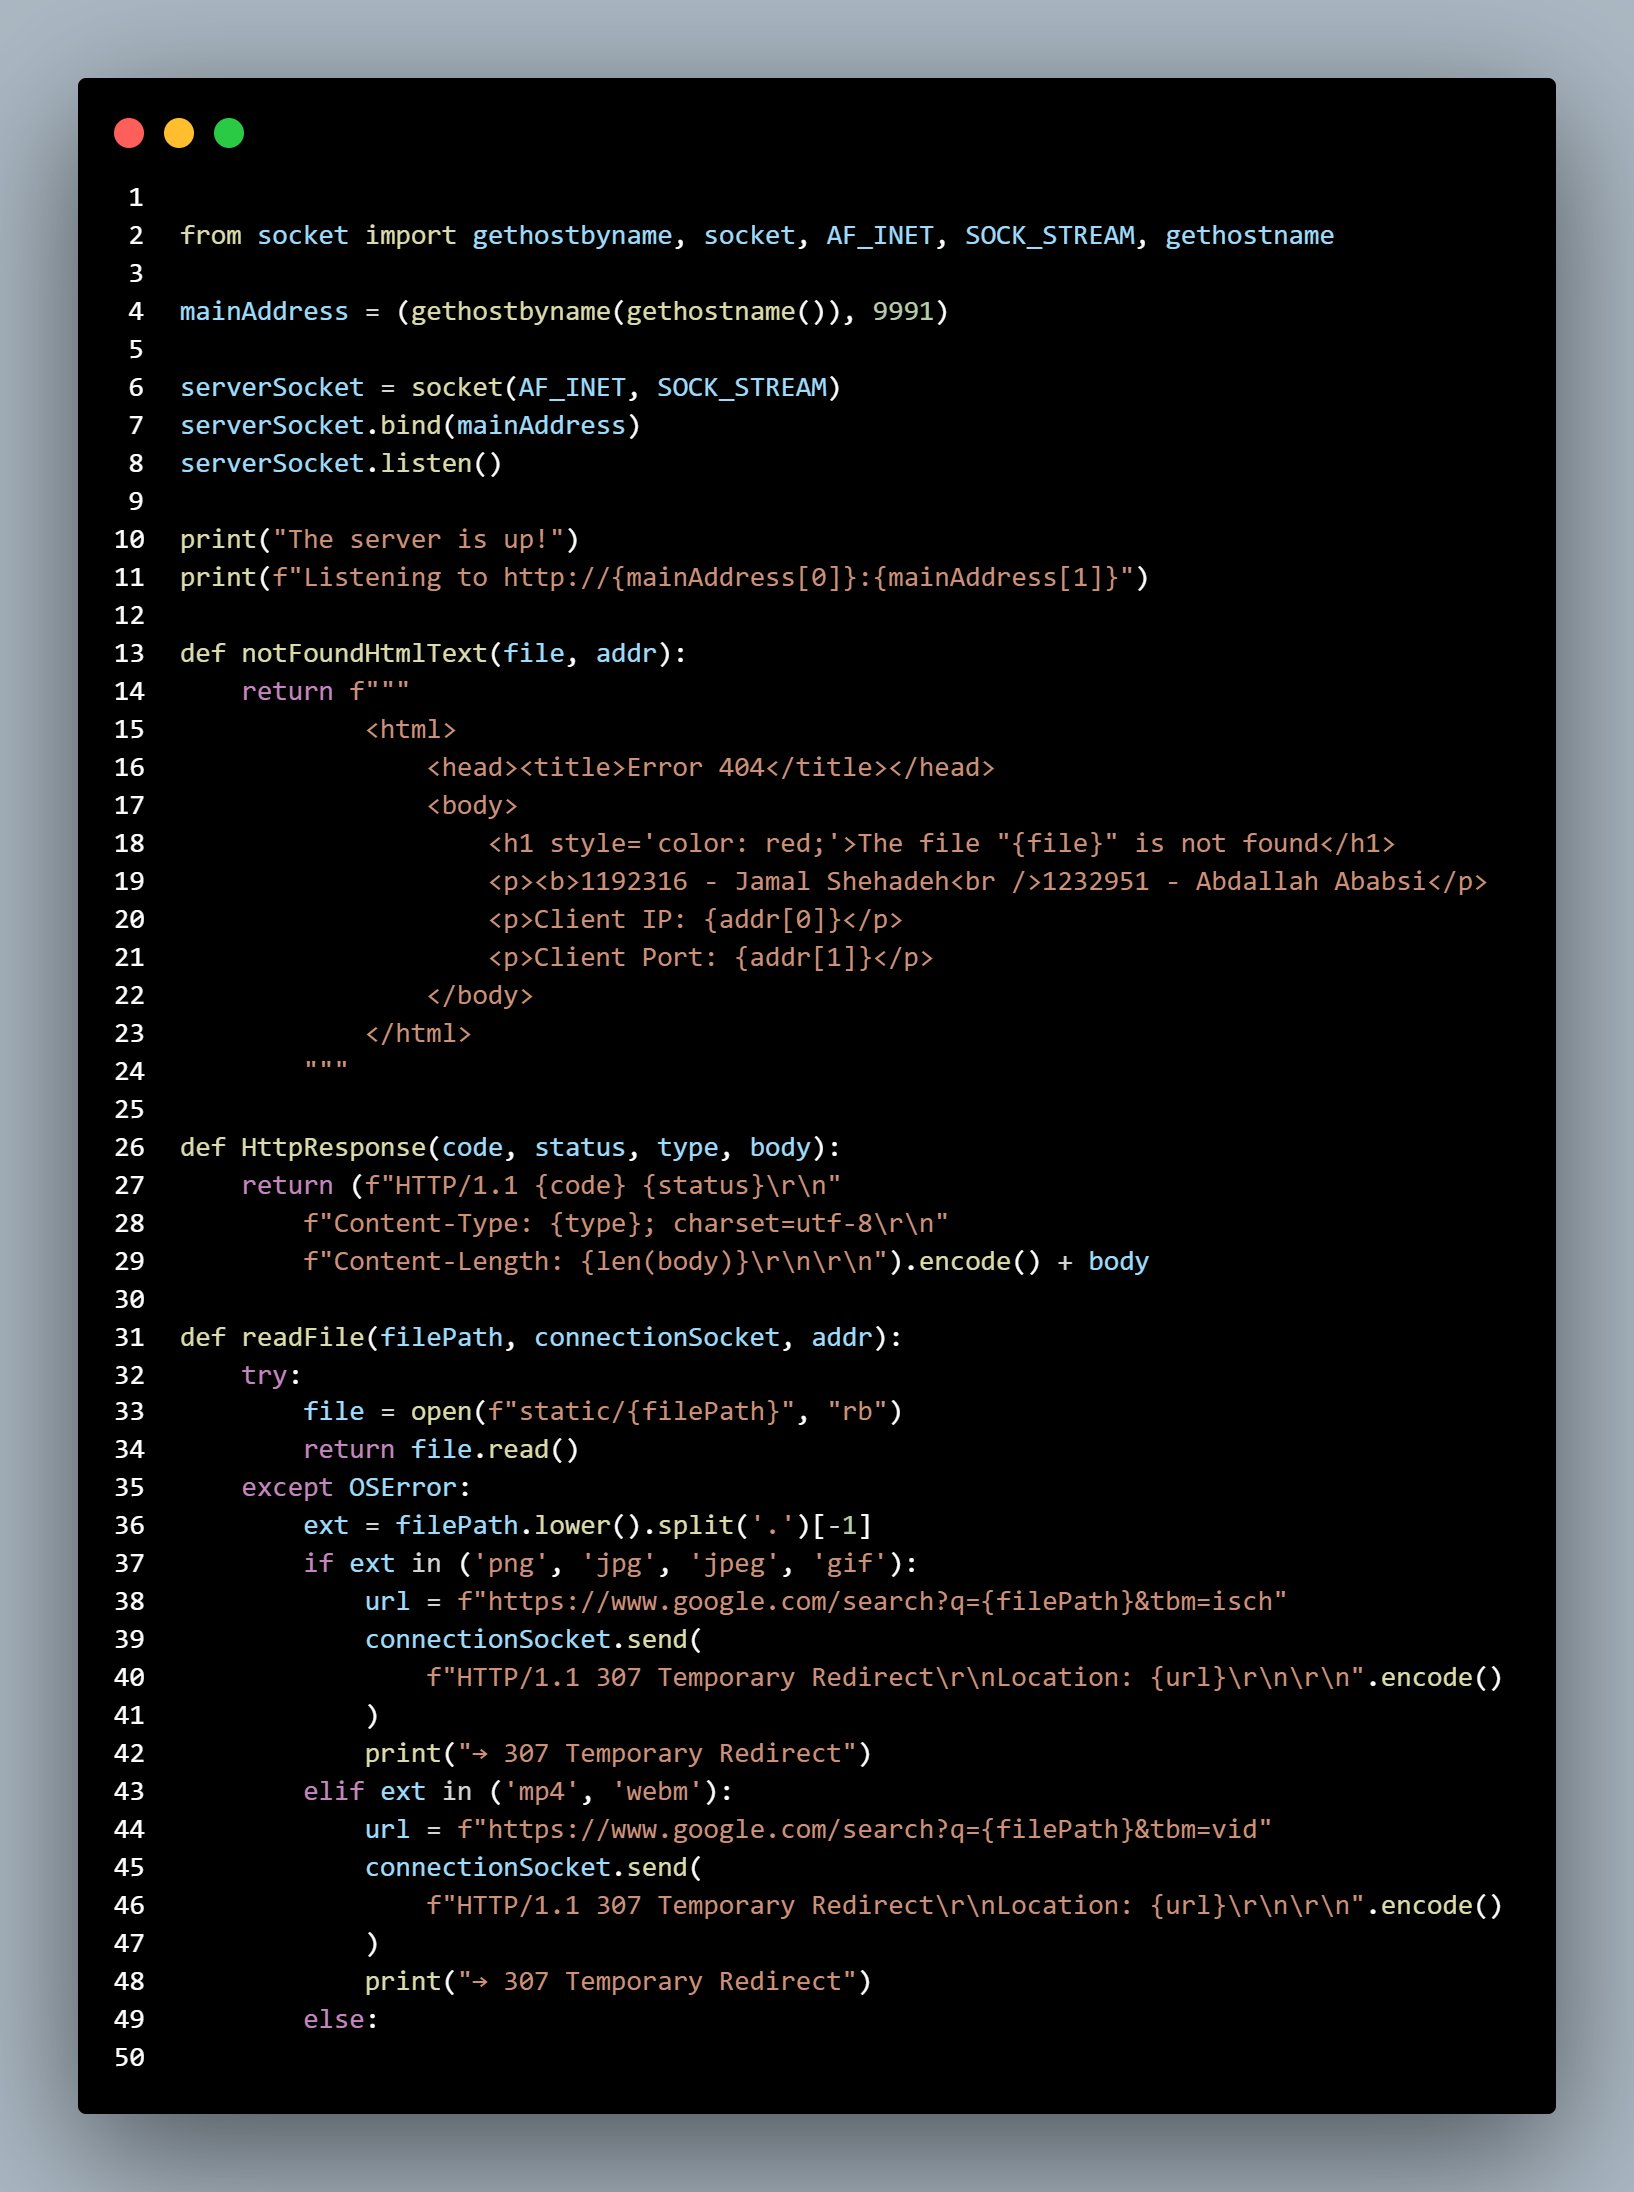 1
2 from socket import gethostbyname, socket, AF_INET, SOCK_STREAM, gethostname
3
4 mainAddress = (gethostbyname(gethostname()), 9991)
5
6 serverSocket = socket(AF_INET, SOCK_STREAM)
7 serverSocket.bind(mainAddress)
8 serverSocket.listen()
9
10 print("The server is up!")
11 print(f"Listening to http://{mainAddress[0]}:{mainAddress[1]}")
12
13 def notFoundHtmlText(file, addr):
14     return f"""
15             <html>
16                 <head><title>Error 404</title></head>
17                 <body>
18                     <h1 style='color: red;'>The file "{file}" is not found</h1>
19                     <p><b>1192316 - Jamal Shehadeh<br />1232951 - Abdallah Ababsi</p>
20                     <p>Client IP: {addr[0]}</p>
21                     <p>Client Port: {addr[1]}</p>
22                 </body>
23             </html>
24         """
25
26 def HttpResponse(code, status, type, body):
27     return (f"HTTP/1.1 {code} {status}\r\n"
28         f"Content-Type: {type}; charset=utf-8\r\n"
29         f"Content-Length: {len(body)}\r\n\r\n").encode() + body
30
31 def readFile(filePath, connectionSocket, addr):
32     try:
33         file = open(f"static/{filePath}", "rb")
34         return file.read()
35     except OSError:
36         ext = filePath.lower().split('.')[-1]
37         if ext in ('png', 'jpg', 'jpeg', 'gif'):
38             url = f"https://www.google.com/search?q={filePath}&tbm=isch"
39             connectionSocket.send(
40                 f"HTTP/1.1 307 Temporary Redirect\r\nLocation: {url}\r\n\r\n".encode()
41             )
42             print("→ 307 Temporary Redirect")
43         elif ext in ('mp4', 'webm'):
44             url = f"https://www.google.com/search?q={filePath}&tbm=vid"
45             connectionSocket.send(
46                 f"HTTP/1.1 307 Temporary Redirect\r\nLocation: {url}\r\n\r\n".encode()
47             )
48             print("→ 307 Temporary Redirect")
49         else:
50